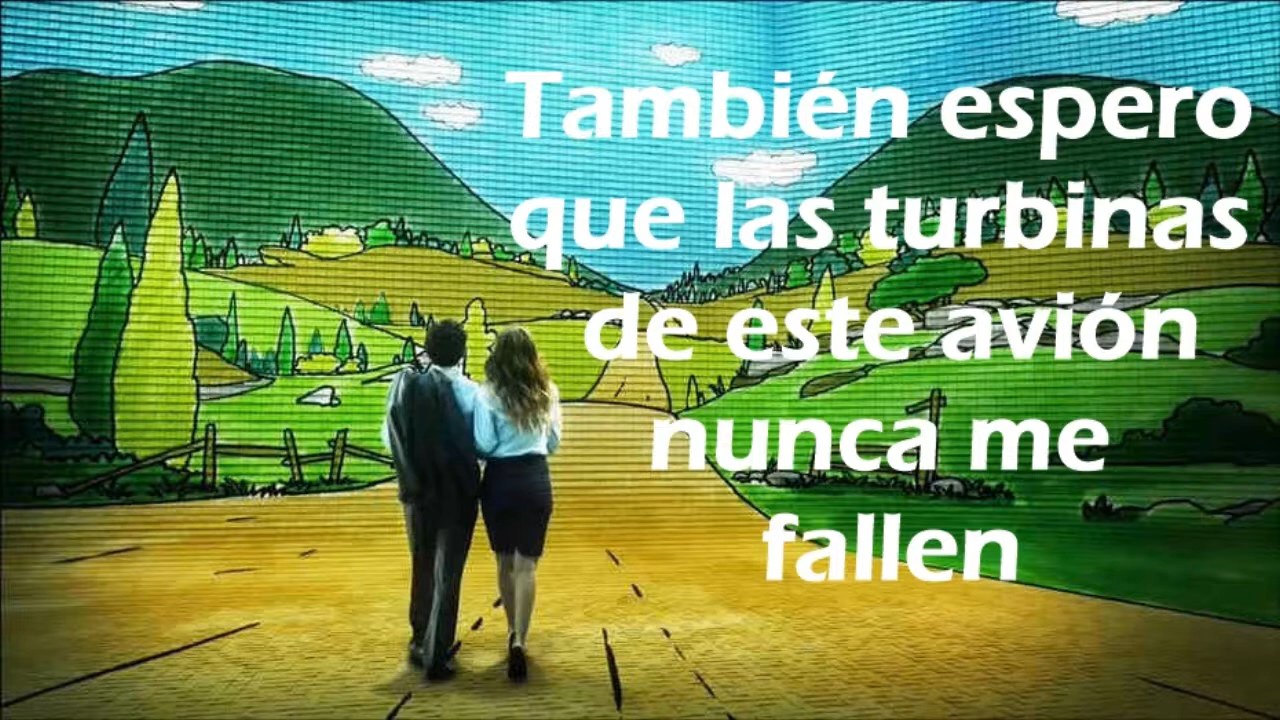 También espero
que las turbinas
de este avión
nunca me
fallen